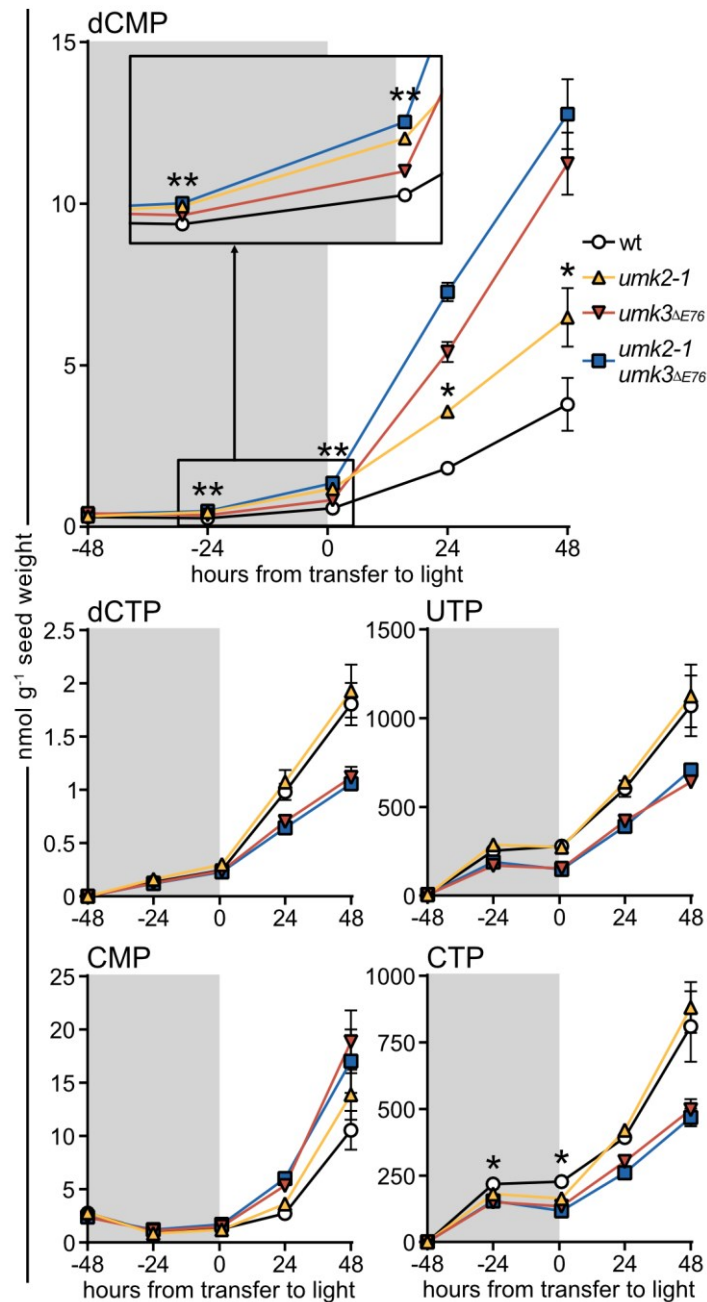 dCMP
15
10
5
0
**
**
**
**
*
*
-48 -24 0 24 48
hours from transfer to light
wt
umk2-1
umk3ΔE76
umk2-1
umk3ΔE76
nmol g⁻¹ seed weight
dCTP
2.5
2
1.5
1
0.5
0
-48 -24 0 24 48
UTP
1500
1000
500
0
-48 -24 0 24 48
CMP
25
20
15
10
5
0
-48 -24 0 24 48
hours from transfer to light
CTP
1000
750
500
250
0
*
*
-48 -24 0 24 48
hours from transfer to light